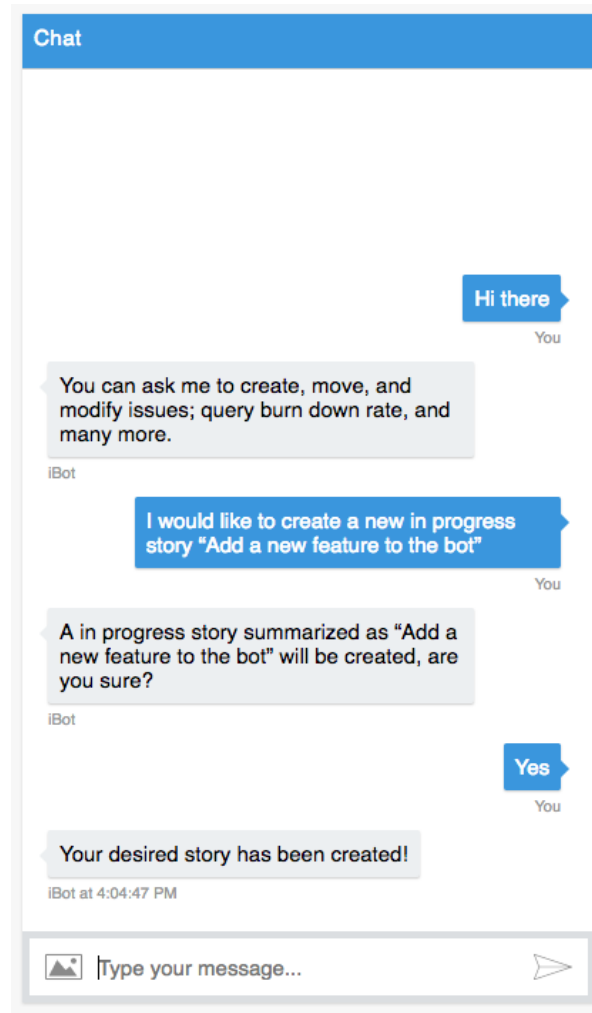 Chat
Hi there
You
You can ask me to create, move, and
modify issues; query burn down rate, and
many more.
iBot
I would like to create a new in progress
story “Add a new feature to the bot”
You
A in progress story summarized as “Add a
new feature to the bot” will be created, are
you sure?
iBot
Yes
You
Your desired story has been created!
iBot at 4:04:47 PM
Type your message...